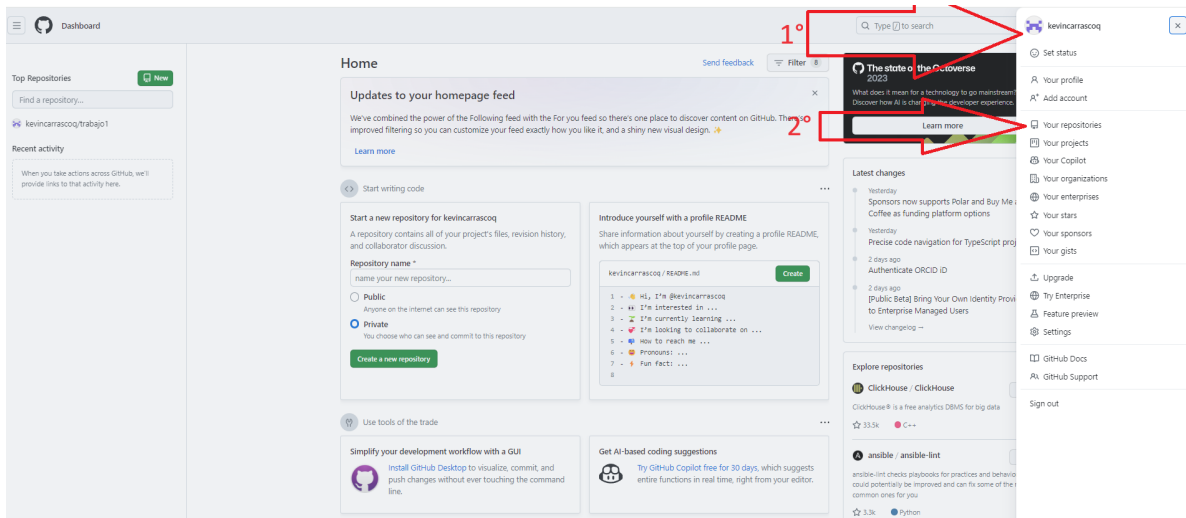 Dashboard
Type / to search
1°
kevincarrascoq
Set status
Your profile
Add account
Your repositories
Your projects
Your Copilot
Your organizations
Your enterprises
Your stars
Your sponsors
Your gists
Upgrade
Try Enterprise
Feature preview
Settings
GitHub Docs
GitHub Support
Sign out
Top Repositories
New
Find a repository...
kevincarrascoq/trabajo1
Recent activity
When you take actions across GitHub, we'll
provide links to that activity here.
Home
Send feedback
Filter 8
Updates to your homepage feed
We've combined the power of the Following feed with the For you feed so there's one place to discover content on GitHub. There's
improved filtering so you can customize your feed exactly how you like it, and a shiny new visual design. ✨
Learn more
2°
Start writing code
Start a new repository for kevincarrascoq
A repository contains all of your project's files, revision history,
and collaborator discussion.
Repository name *
name your new repository...
Public
Anyone on the internet can see this repository
Private
You choose who can see and commit to this repository
Create a new repository
Introduce yourself with a profile README
Share information about yourself by creating a profile README,
which appears at the top of your profile page.
kevincarrascoq / README.md
Create
1 - 👋 Hi, I'm @kevincarrascoq
2 - 👀 I'm interested in ...
3 - 🌱 I'm currently learning ...
4 - 💞️ I'm looking to collaborate on ...
5 - 📫 How to reach me ...
6 - 😄 Pronouns: ...
7 - ⚡ Fun fact: ...
8
Use tools of the trade
Simplify your development workflow with a GUI
Install GitHub Desktop to visualize, commit, and
push changes without ever touching the command
line.
Get AI-based coding suggestions
Try GitHub Copilot free for 30 days, which suggests
entire functions in real time, right from your editor.
The state of the Octoverse
2023
What does it mean for a technology to go mainstream?
Discover how AI is changing the developer experience.
Learn more
Latest changes
Yesterday
Sponsors now supports Polar and Buy Me a
Coffee as funding platform options
Yesterday
Precise code navigation for TypeScript proj
2 days ago
Authenticate ORCID iD
2 days ago
[Public Beta] Bring Your Own Identity Provi
to Enterprise Managed Users
View changelog →
Explore repositories
ClickHouse / ClickHouse
ClickHouse® is a free analytics DBMS for big data
33.5k C++
ansible / ansible-lint
ansible-lint checks playbooks for practices and behavio
could potentially be improved and can fix some of the
common ones for you
3.3k Python